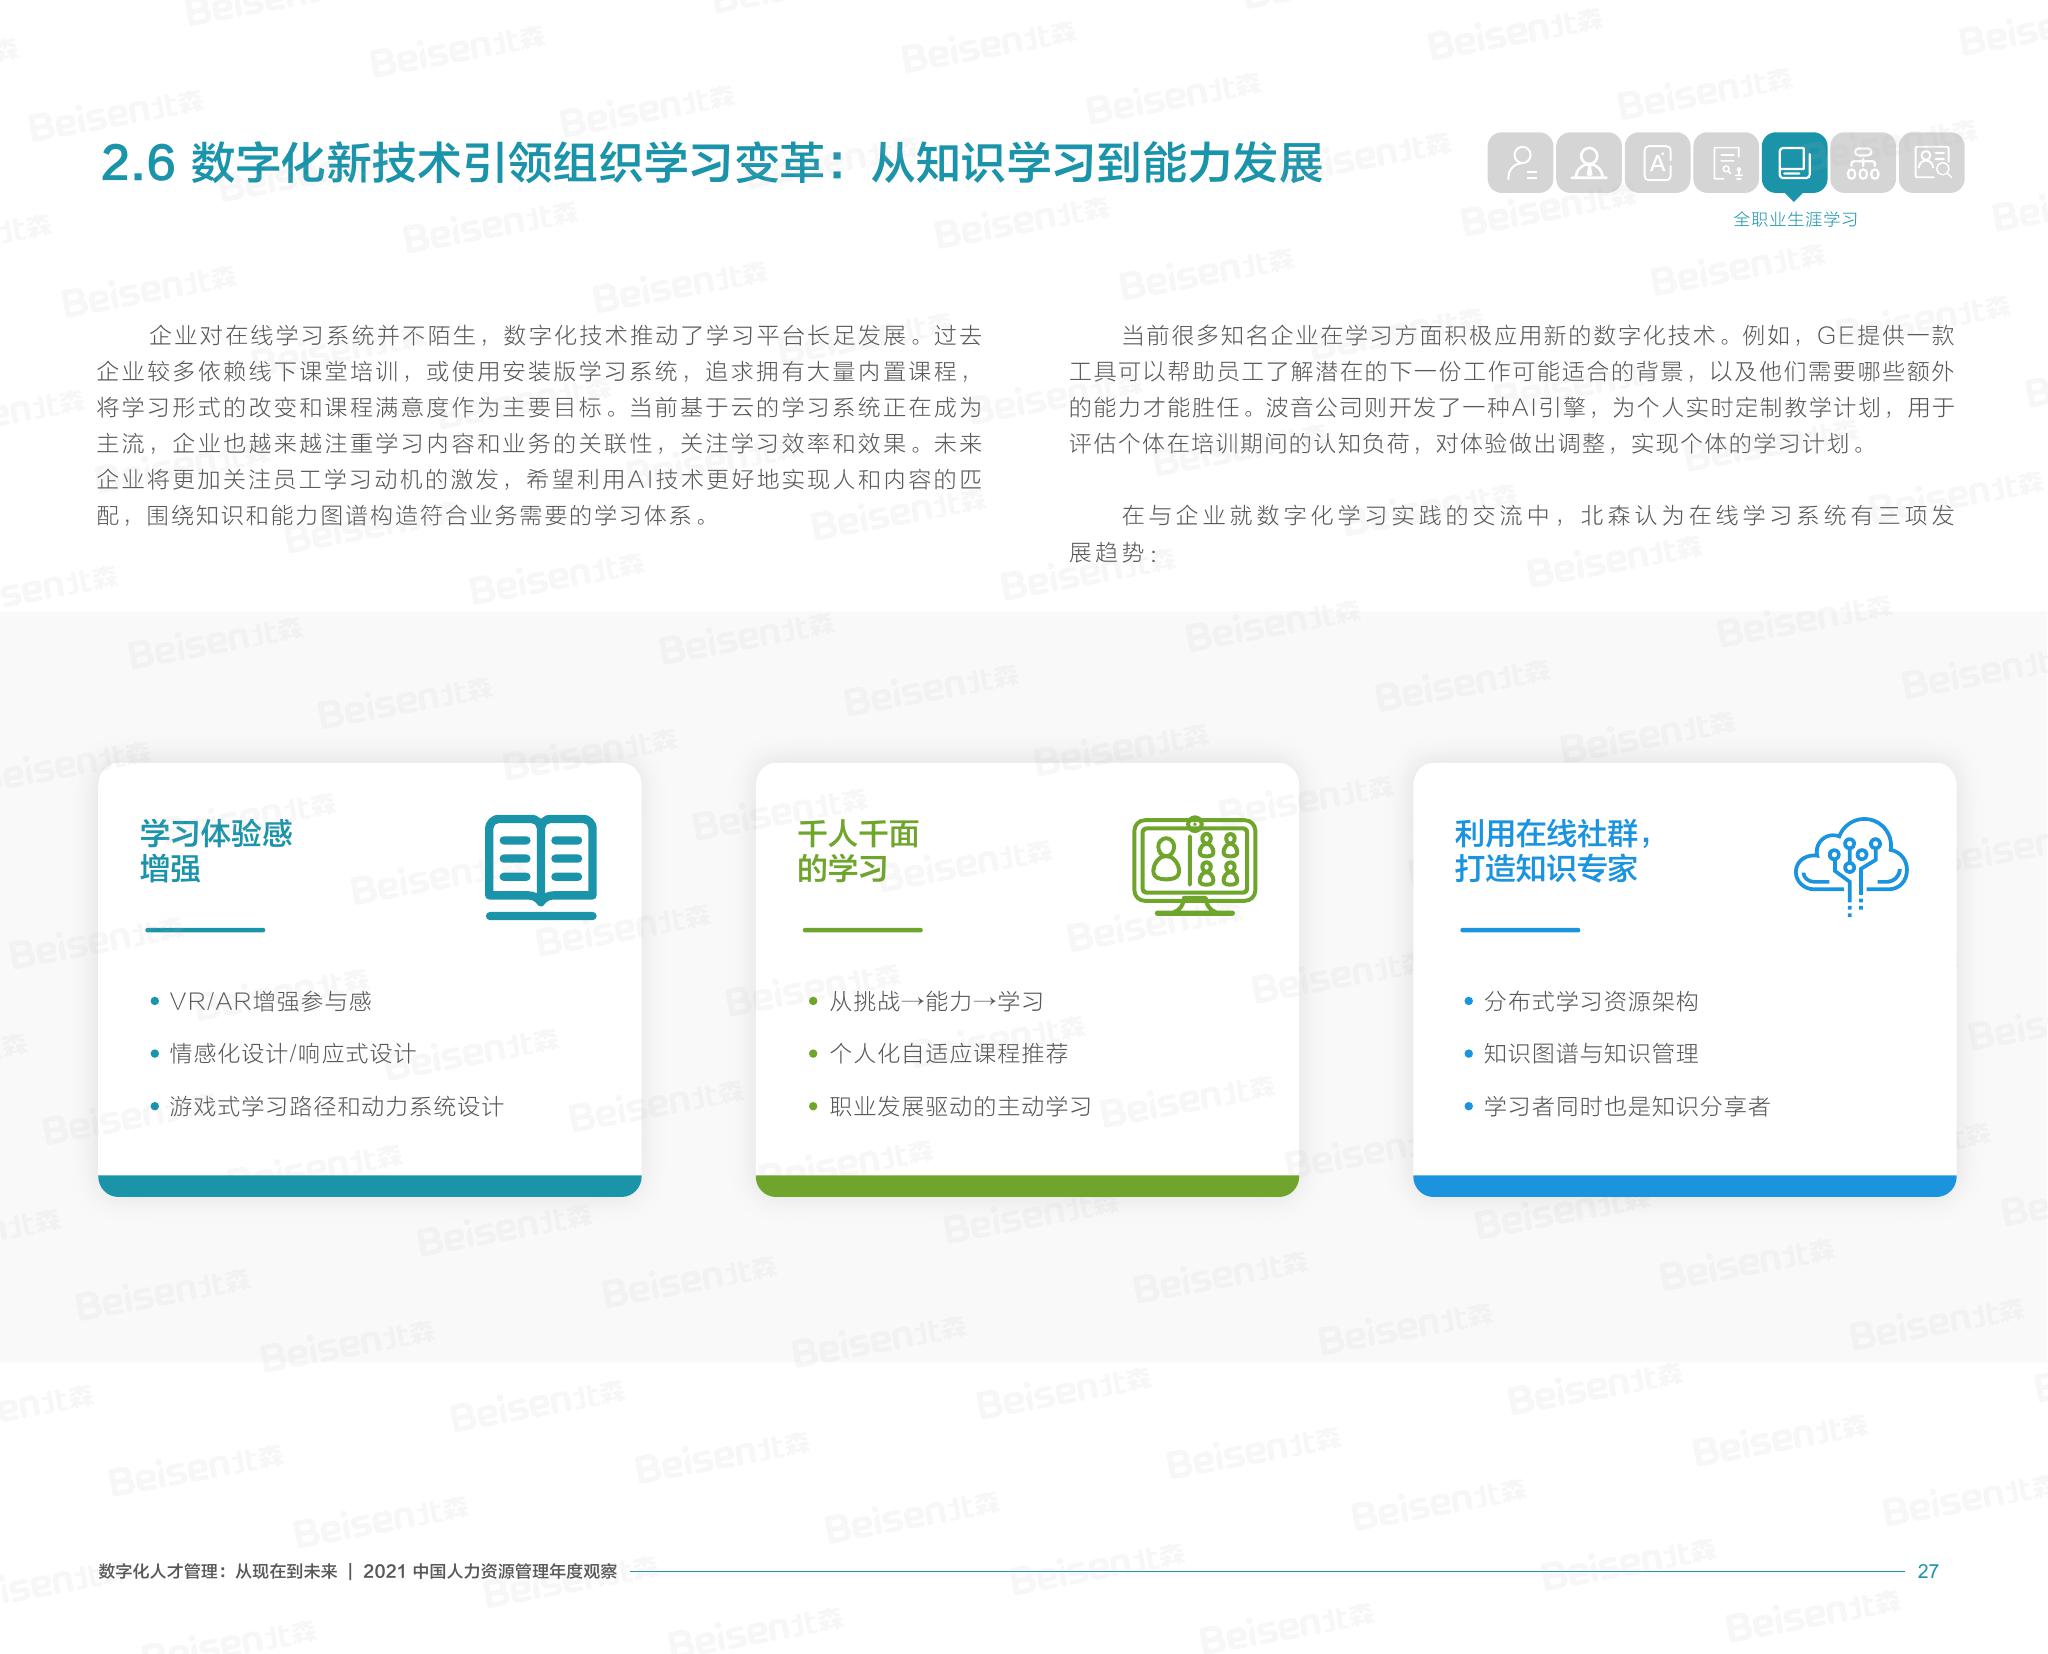 2.6 数字化新技术引领组织学习变革：从知识学习到能力发展
全职业生涯学习
企业对在线学习系统并不陌生，数字化技术推动了学习平台长足发展。过去
企业较多依赖线下课堂培训，或使用安装版学习系统，追求拥有大量内置课程，
将学习形式的改变和课程满意度作为主要目标。当前基于云的学习系统正在成为
主流，企业也越来越注重学习内容和业务的关联性，关注学习效率和效果。未来
企业将更加关注员工学习动机的激发，希望利用AI技术更好地实现人和内容的匹
配，围绕知识和能力图谱构造符合业务需要的学习体系。
当前很多知名企业在学习方面积极应用新的数字化技术。例如，GE提供一款
工具可以帮助员工了解潜在的下一份工作可能适合的背景，以及他们需要哪些额外
的能力才能胜任。波音公司则开发了一种AI引擎，为个人实时定制教学计划，用于
评估个体在培训期间的认知负荷，对体验做出调整，实现个体的学习计划。
在与企业就数字化学习实践的交流中，北森认为在线学习系统有三项发
展趋势：
学习体验感
增强
• VR/AR增强参与感
• 情感化设计/响应式设计
• 游戏式学习路径和动力系统设计
千人千面
的学习
• 从挑战→能力→学习
• 个人化自适应课程推荐
• 职业发展驱动的主动学习
利用在线社群，
打造知识专家
• 分布式学习资源架构
• 知识图谱与知识管理
• 学习者同时也是知识分享者
数字化人才管理：从现在到未来 | 2021 中国人力资源管理年度观察
27
Beisen北森